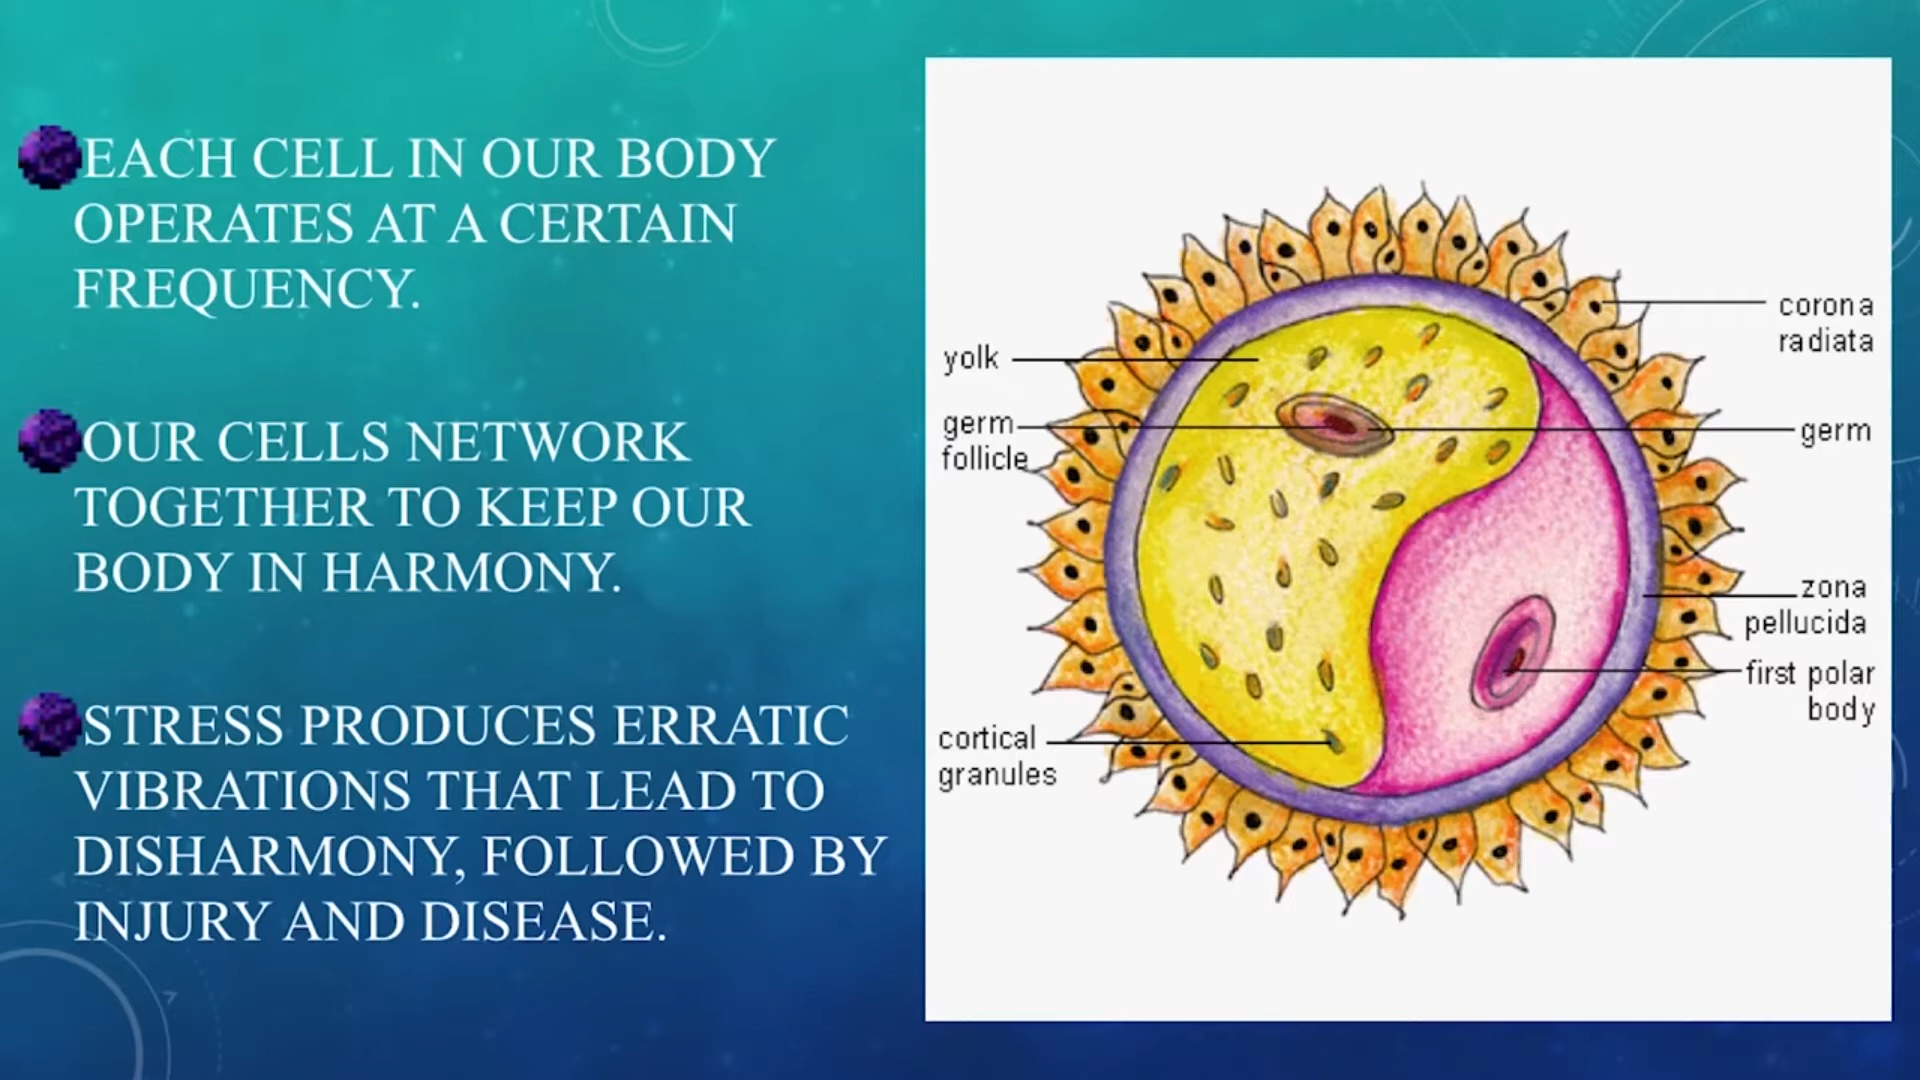 EACH CELL IN OUR BODY
OPERATES AT A CERTAIN
FREQUENCY.
OUR CELLS NETWORK
TOGETHER TO KEEP OUR
BODY IN HARMONY.
STRESS PRODUCES ERRATIC
VIBRATIONS THAT LEAD TO
DISHARMONY, FOLLOWED BY
INJURY AND DISEASE.
yolk
germ
follicle
cortical
granules
corona
radiata
germ
zona
pellucida
first polar
body